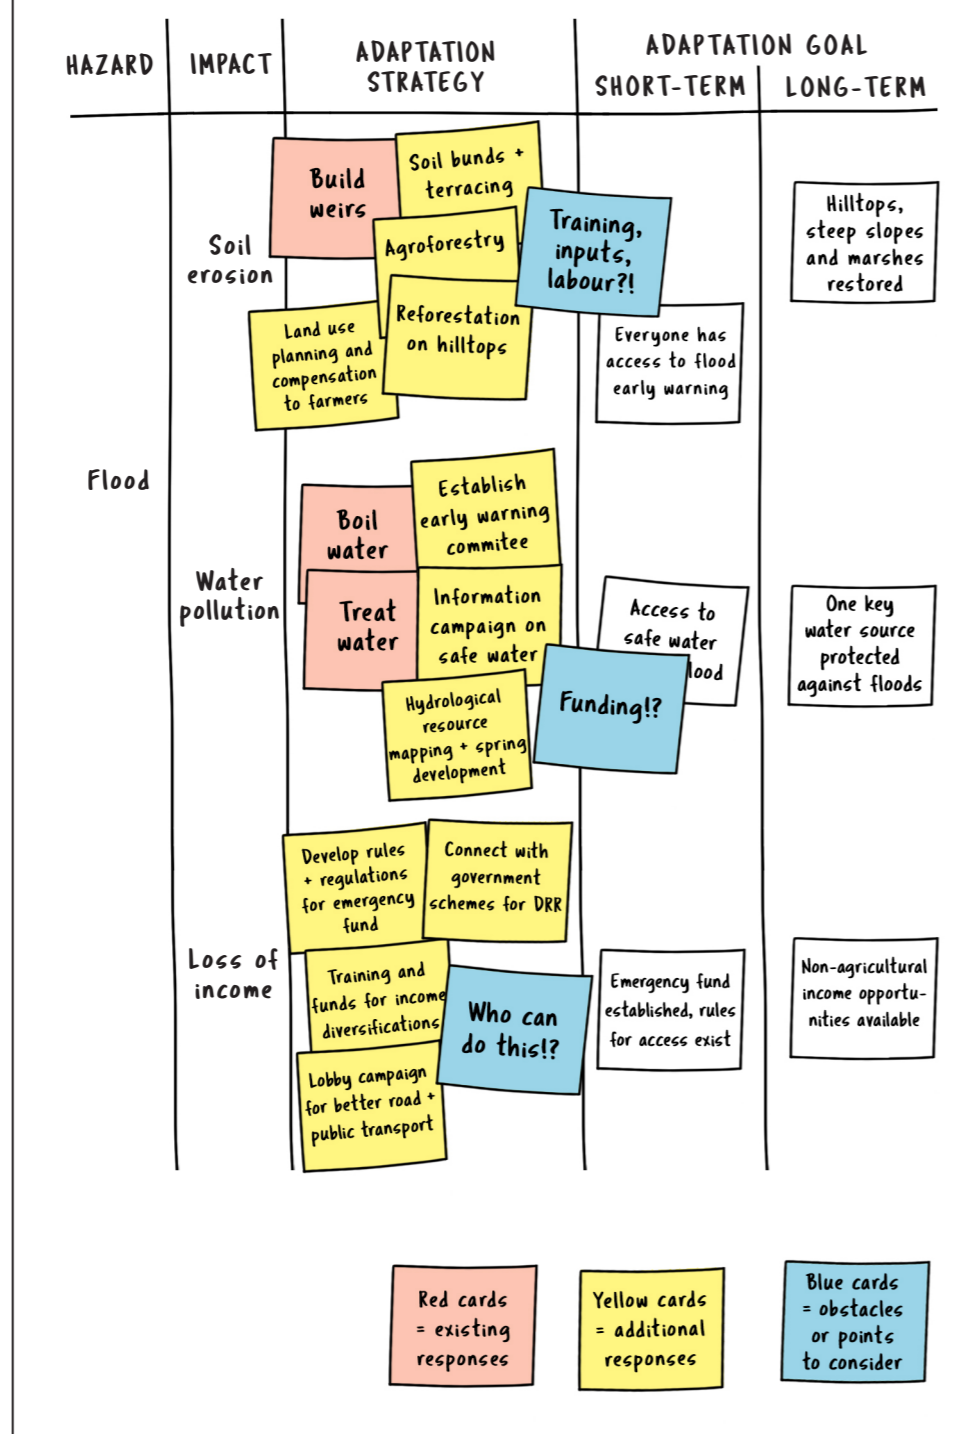 HAZARD
IMPACT
ADAPTATION
STRATEGY
ADAPTATION GOAL
SHORT-TERM
LONG-TERM
Flood
Soil
erosion
Build
weirs
Soil bunds +
terracing
Agroforestry
Reforestation
on hilltops
Land use
planning and
compensation
to farmers
Training,
inputs,
labour?!
Everyone has
access to flood
early warning
Hilltops,
steep slopes
and marshes
restored
Water
pollution
Boil
water
Treat
water
Establish
early warning
commitee
Information
campaign on
safe water
Hydrological
resource
mapping + spring
development
Funding!?
Access to
safe water
lood
One key
water source
protected
against floods
Loss of
income
Develop rules
+ regulations
for emergency
fund
Connect with
government
schemes for DRR
Training and
funds for income
diversifications
Lobby campaign
for better road +
public transport
Who can
do this!?
Emergency fund
established, rules
for access exist
Non-agricultural
income opportu-
nities available
Red cards
= existing
responses
Yellow cards
= additional
responses
Blue cards
= obstacles
or points
to consider